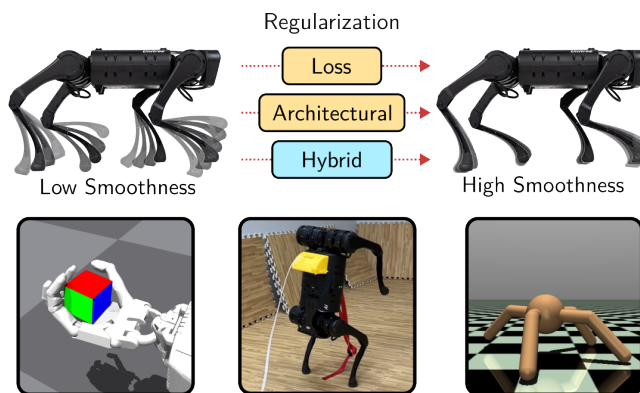 Regularization
Loss
Architectural
Hybrid
Low Smoothness
High Smoothness